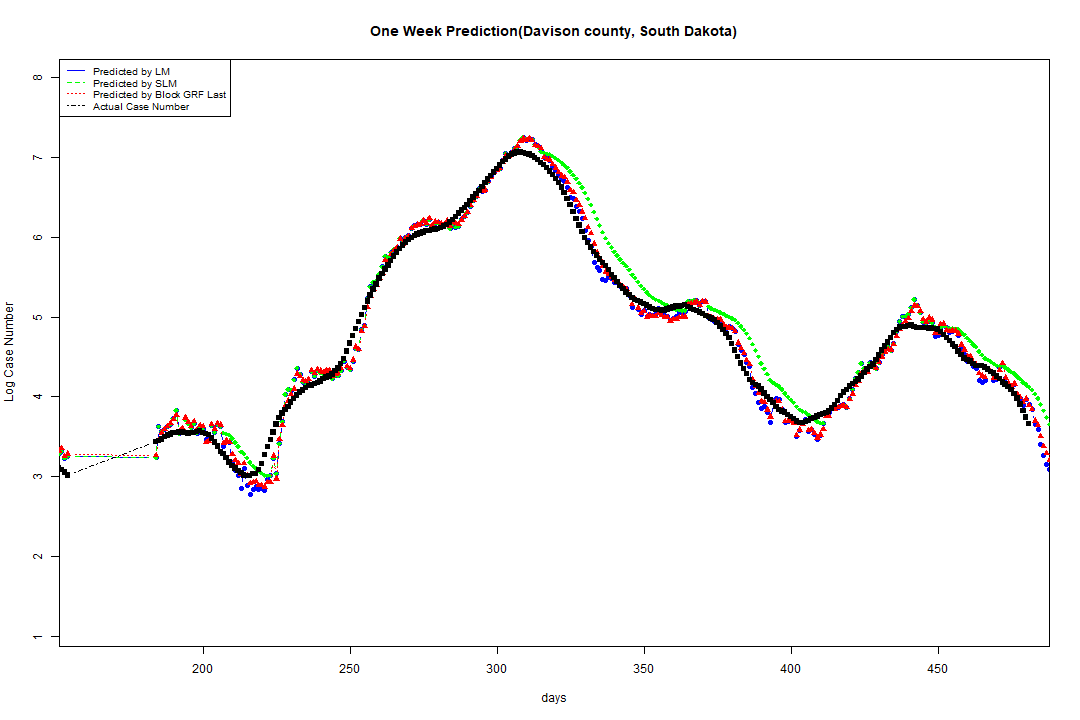 One Week Prediction(Davison county, South Dakota)
Predicted by LM
Predicted by SLM
Predicted by Block GRF Last
Actual Case Number
8
7
6
5
4
3
2
1
Log Case Number
200 250 300 350 400 450
days